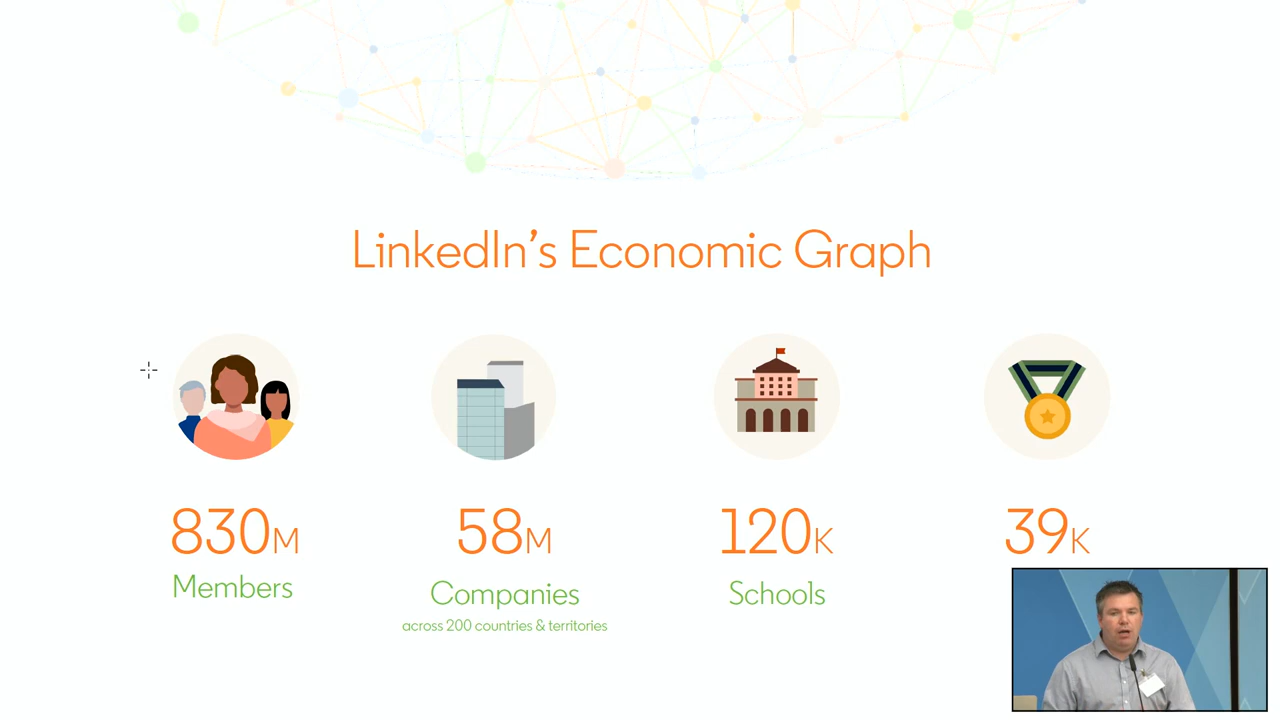 LinkedIn's Economic Graph
830M
58M
120K
39K
Members
Companies
Schools
across 200 countries & territories